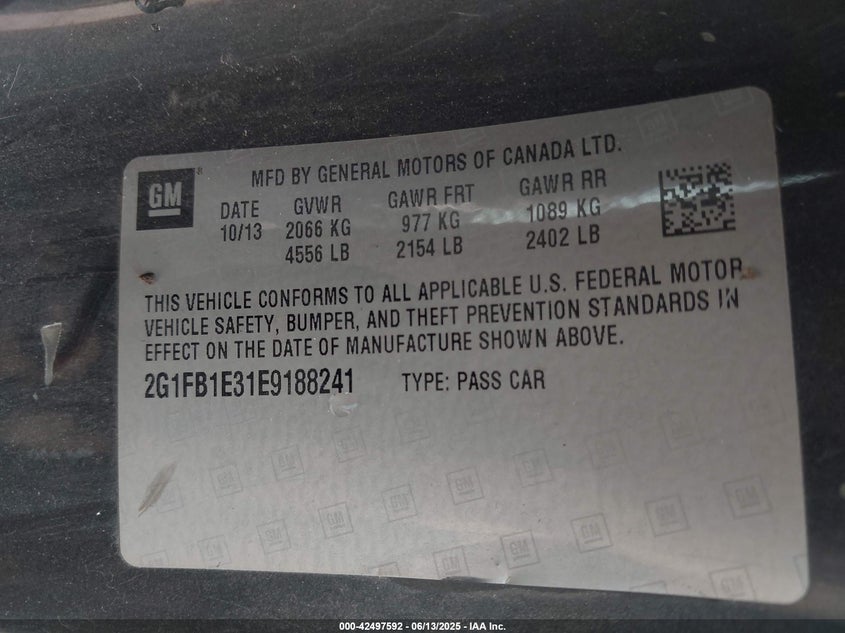 MFD BY GENERAL MOTORS OF CANADA LTD.
GM®
DATE GVWR GAWR FRT GAWR RR
10/13 2066 KG 977 KG 1089 KG
4556 LB 2154 LB 2402 LB
THIS VEHICLE CONFORMS TO ALL APPLICABLE U.S. FEDERAL MOTOR
VEHICLE SAFETY, BUMPER, AND THEFT PREVENTION STANDARDS IN
EFFECT ON THE DATE OF MANUFACTURE SHOWN ABOVE.
2G1FB1E31E9188241 TYPE: PASS CAR
000-42497592 - 06/13/2025 - IAA Inc.